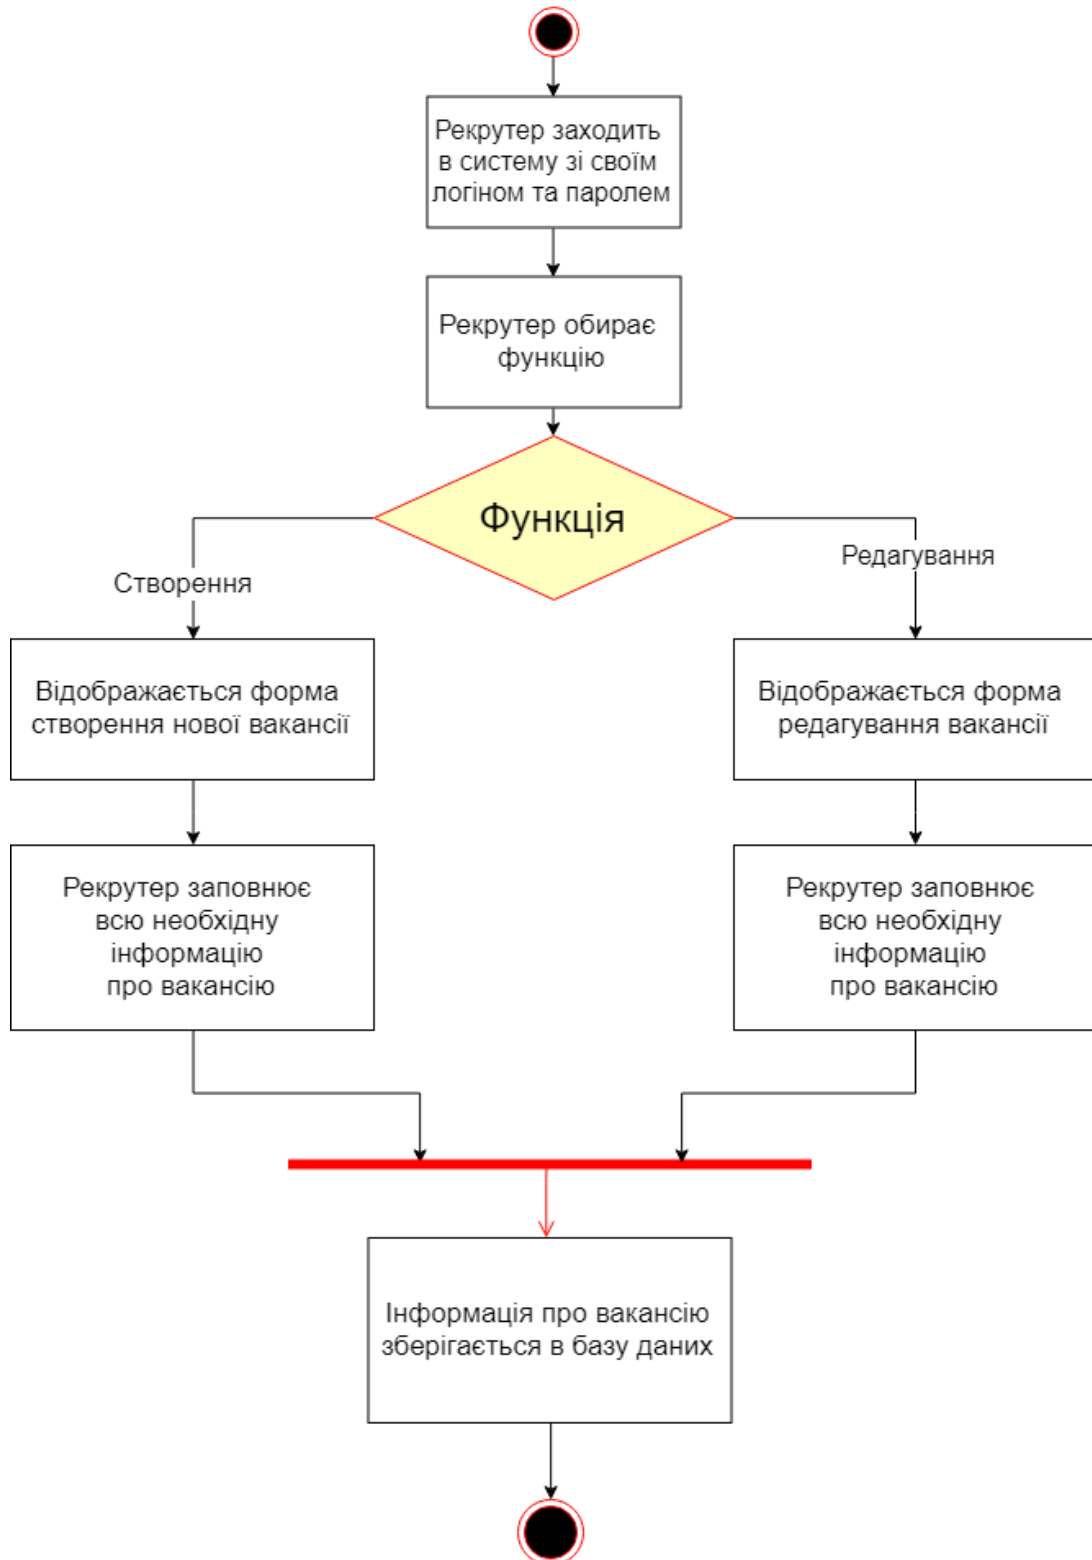 Рекрутер заходить
в систему зі своїм
логіном та паролем
Рекрутер обирає
функцію
Функція
Створення
Редагування
Відображається форма
створення нової вакансії
Відображається форма
редагування вакансії
Рекрутер заповнює
всю необхідну
інформацію
про вакансію
Рекрутер заповнює
всю необхідну
інформацію
про вакансію
Інформація про вакансію
зберігається в базу даних